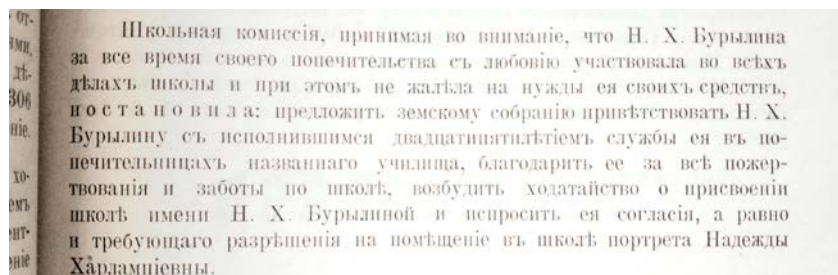 Школьная комиссія, принимая во вниманіе, что Н. Х. Бурылина
за все время своего попечительства съ любовію участвовала во всѣхъ
дѣлахъ школы и при этомъ не жалѣла на нужды ея своихъ средствъ,
постановила: предложить земскому собранію привѣтствовать Н. Х.
Бурылину съ исполнившимся двадцатипятилѣтіемъ службы ея въ по-
печительницахъ названнаго училища, благодарить ее за всѣ пожер-
твованія и заботы по школѣ, возбудить ходатайство о присвоеніи
школѣ имени Н. Х. Бурылиной и испросить ея согласія, а равно
и требующаго разрѣшенія на помѣщеніе въ школѣ портрета Надежды
Харлампіевны.